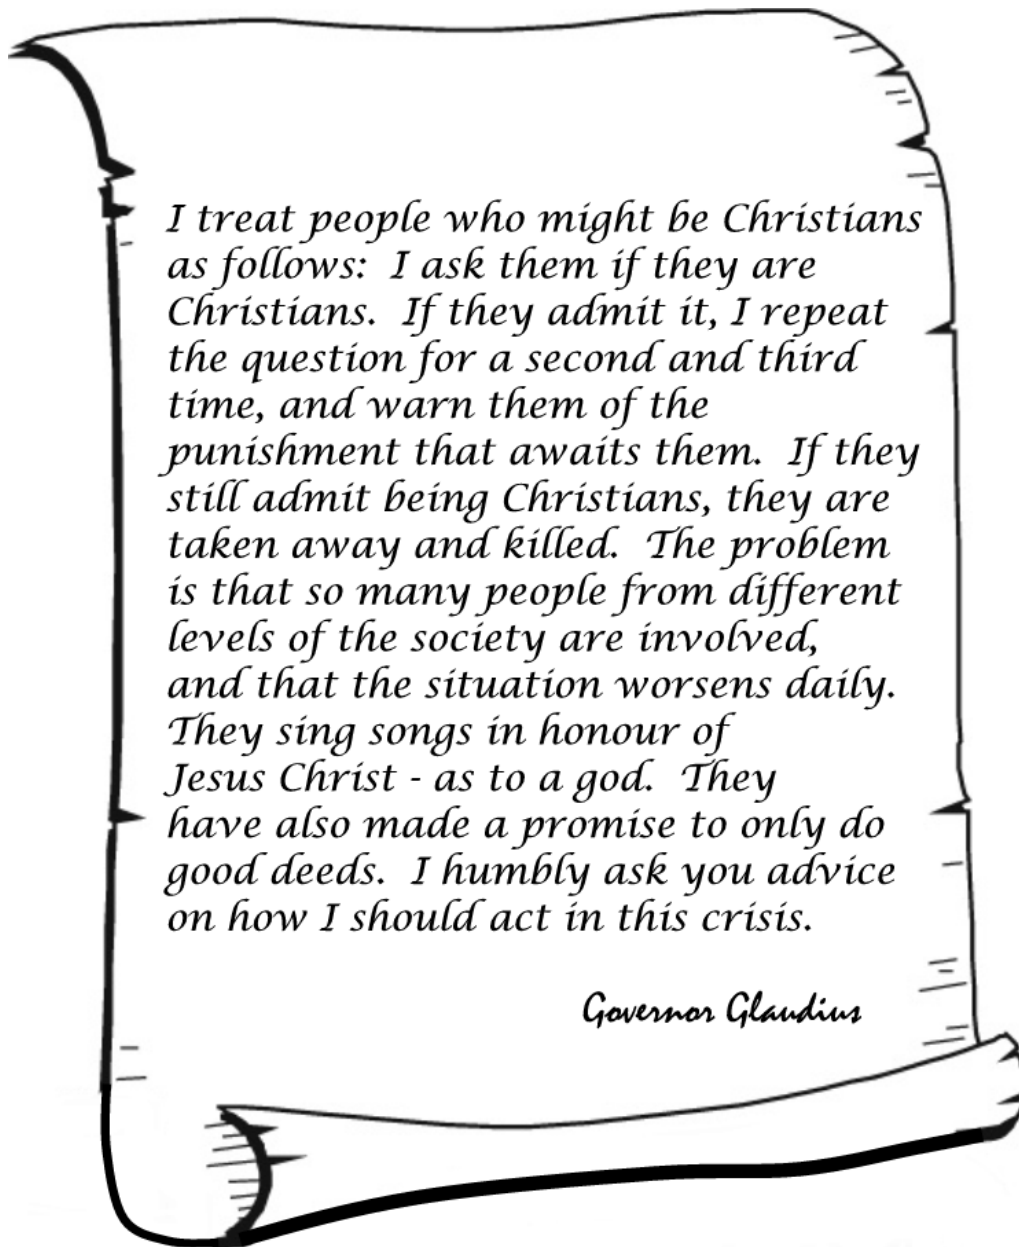 I treat people who might be Christians
as follows:  I ask them if they are
Christians.  If they admit it, I repeat
the question for a second and third
time, and warn them of the
punishment that awaits them.  If they
still admit being Christians, they are
taken away and killed.  The problem
is that so many people from different
levels of the society are involved,
and that the situation worsens daily.
They sing songs in honour of
Jesus Christ - as to a god.  They
have also made a promise to only do
good deeds.  I humbly ask you advice
on how I should act in this crisis.
Governor Glaudius